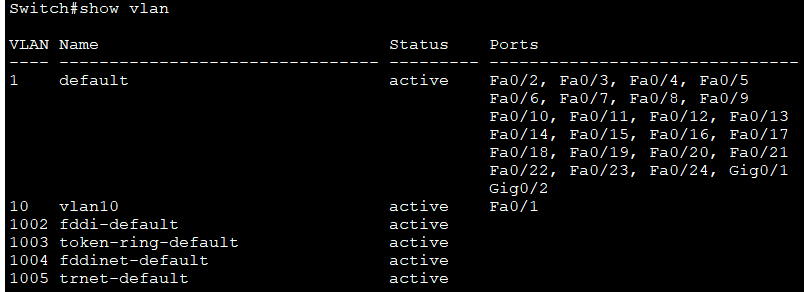 Switch#show vlan
VLAN Name                             Status    Ports
---- -------------------------------- --------- -------------------------------
1    default                          active    Fa0/2, Fa0/3, Fa0/4, Fa0/5
                                                Fa0/6, Fa0/7, Fa0/8, Fa0/9
                                                Fa0/10, Fa0/11, Fa0/12, Fa0/13
                                                Fa0/14, Fa0/15, Fa0/16, Fa0/17
                                                Fa0/18, Fa0/19, Fa0/20, Fa0/21
                                                Fa0/22, Fa0/23, Fa0/24, Gig0/1
                                                Gig0/2
10   vlan10                           active    Fa0/1
1002 fddi-default                     active
1003 token-ring-default               active
1004 fddinet-default                  active
1005 trnet-default                    active